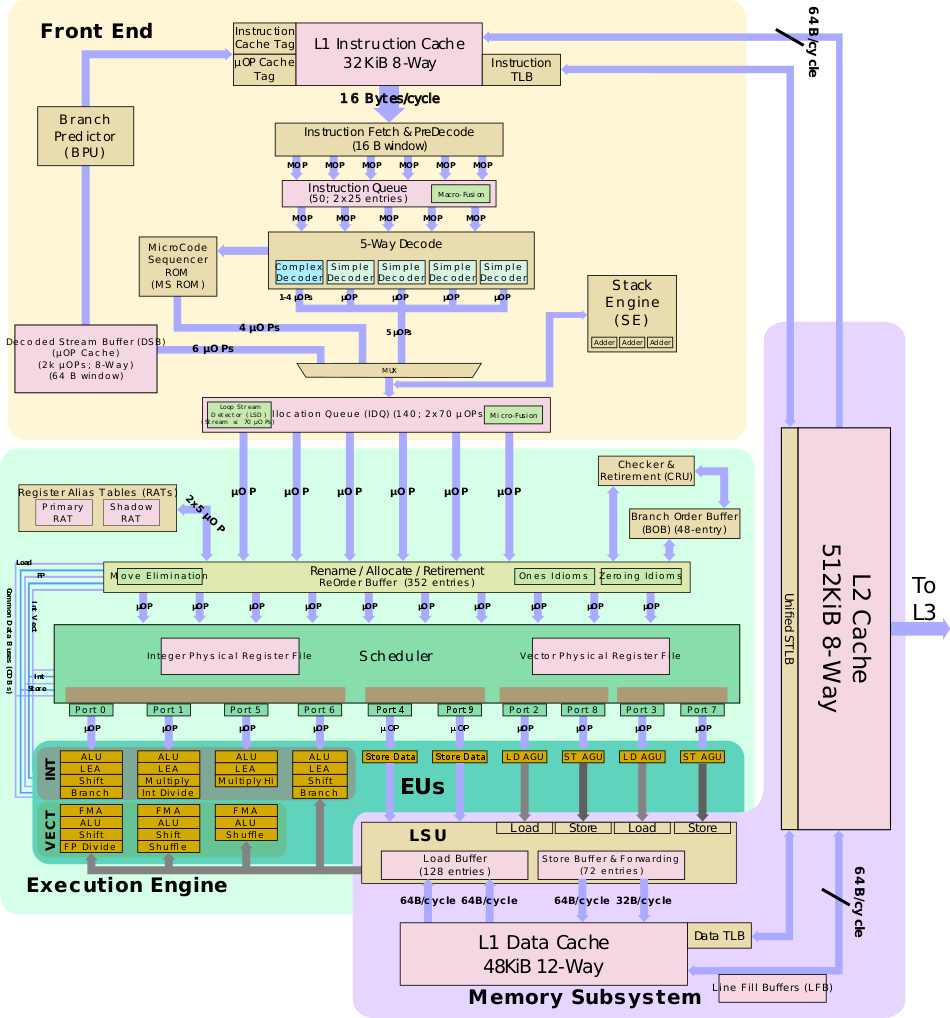 Front End
Instruction
Cache Tag
µOP Cache
Tag
L1 Instruction Cache
32KiB 8-Way
Instruction
TLB
64B/cycle
16 Bytes/cycle
Branch
Predictor
(BPU)
Instruction Fetch & PreDecode
(16 B window)
MOP MOP MOP MOP MOP MOP
Instruction Queue
(50; 2x25 entries)
Macro-Fusion
MOP MOP MOP MOP MOP
5-Way Decode
Complex
Decoder
Simple
Decoder
Simple
Decoder
Simple
Decoder
Simple
Decoder
1-4 µOPs µOP µOP µOP µOP
MicroCode
Sequencer
ROM
(MS ROM)
Stack
Engine
(SE)
Adder Adder Adder
4 µOPs
5 µOPs
6 µOPs
Decoded Stream Buffer (DSB)
(µOP Cache)
(2k µOPs; 8-Way)
(64 B window)
MUX
Loop Stream
Detector (LSD)
(Stream ≤ 70 µOPs)
llocation Queue (IDQ) (140; 2x70 µOPs
Micro-Fusion
µOP µOP µOP µOP µOP µOP
Register Alias Tables (RATs)
Primary
RAT
Shadow
RAT
2x5 µOP
Checker &
Retirement (CRU)
Branch Order Buffer
(BOB) (48-entry)
Rename / Allocate / Retirement
ReOrder Buffer (352 entries)
Move Elimination
Ones Idioms
Zeroing Idioms
Load
FP
Int Vect
Common Data Buses (CDBs)
Int
Store
µOP µOP µOP µOP µOP µOP µOP µOP µOP µOP
Integer Physical Register File
Scheduler
Vector Physical Register File
Port 0 Port 1 Port 5 Port 6 Port 4 Port 9 Port 2 Port 8 Port 3 Port 7
µOP µOP µOP µOP µOP µOP µOP µOP µOP µOP
INT
ALU
LEA
Shift
Branch
ALU
LEA
Multiply
Int Divide
ALU
LEA
MultiplyHi
ALU
LEA
Shift
Branch
Store Data
Store Data
LD AGU
ST AGU
LD AGU
ST AGU
EUs
VECT
FMA
ALU
Shift
FP Divide
FMA
ALU
Shift
Shuffle
FMA
ALU
Shuffle
Execution Engine
LSU
Load Store Load Store
Load Buffer
(128 entries)
Store Buffer & Forwarding
(72 entries)
64B/cycle 64B/cycle 64B/cycle 32B/cycle
L1 Data Cache
48KiB 12-Way
Data TLB
Line Fill Buffers (LFB)
Memory Subsystem
64B/cycle
Unified STLB
L2 Cache
512KiB 8-Way
To
L3